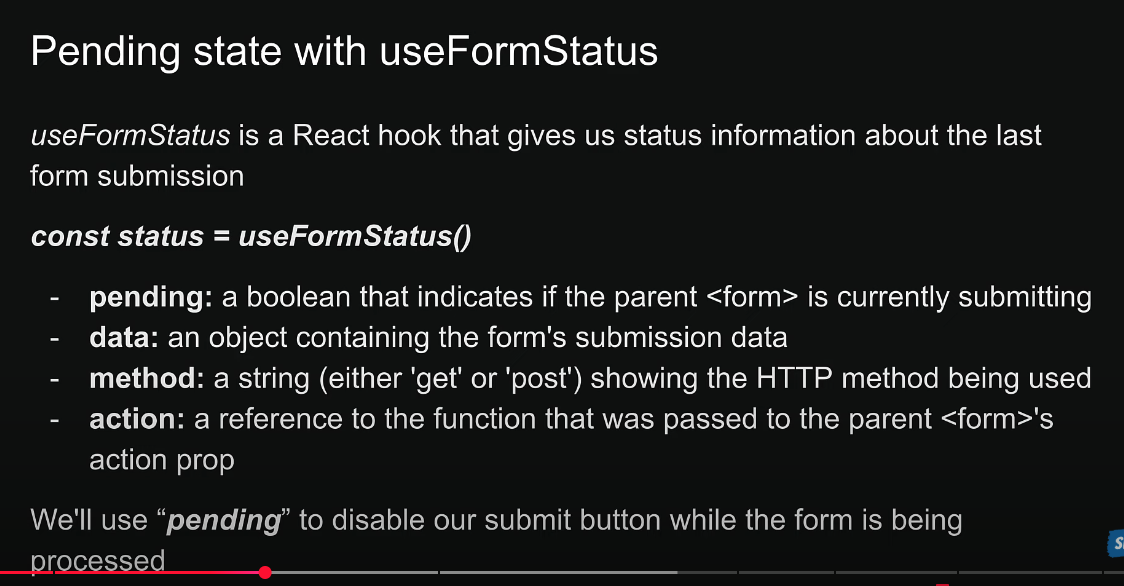 Pending state with useFormStatus
useFormStatus is a React hook that gives us status information about the last
form submission
const status = useFormStatus()
- pending: a boolean that indicates if the parent <form> is currently submitting
- data: an object containing the form's submission data
- method: a string (either 'get' or 'post') showing the HTTP method being used
- action: a reference to the function that was passed to the parent <form>'s
action prop
We'll use “pending” to disable our submit button while the form is being
processed